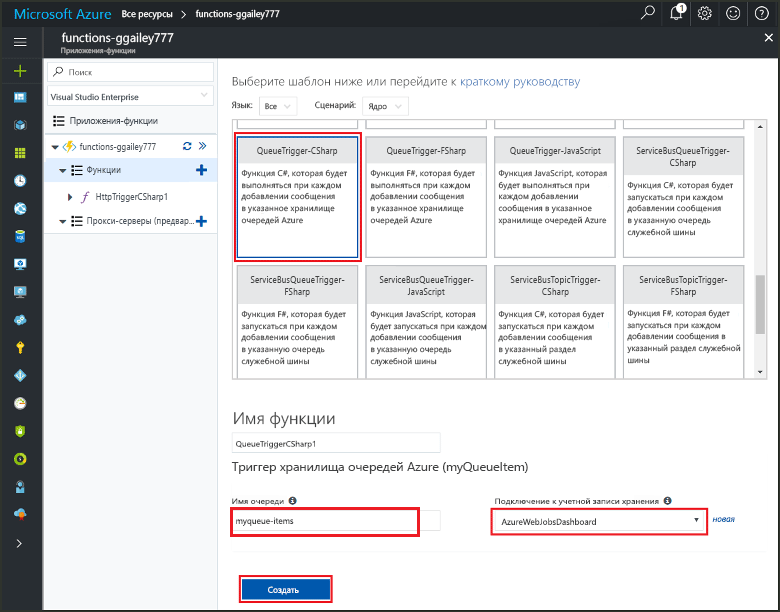 Microsoft Azure Все ресурсы > functions-ggailey777
1
functions-ggailey777
Приложения-функции
Поиск
Visual Studio Enterprise
Приложения-функции
functions-ggailey777
Функции
HttpTriggerCSharp1
Прокси-серверы (предвар...
Выберите шаблон ниже или перейдите к краткому руководству
Язык: Все Сценарий: Ядро
QueueTrigger-CSharp
Функция C#, которая будет
выполняться при каждом
добавлении сообщения
в указанное хранилище
очередей Azure
QueueTrigger-FSharp
Функция F#, которая будет
выполняться при каждом
добавлении сообщения
в указанное хранилище
очередей Azure
QueueTrigger-JavaScript
Функция JavaScript, которая
будет выполняться при
каждом добавлении
сообщения в указанное
хранилище очередей Azure
ServiceBusQueueTrigger-
CSharp
Функция C#, которая будет
запускаться при каждом
добавлении сообщения
в указанную очередь
служебной шины
ServiceBusQueueTrigger-
FSharp
Функция F#, которая будет
запускаться при каждом
добавлении сообщения
в указанную очередь
служебной шины
ServiceBusQueueTrigger-
JavaScript
Функция JavaScript, которая
будет запускаться при каждом
добавлении сообщения
в указанную очередь
служебной шины
ServiceBusTopicTrigger-
CSharp
Функция C#, которая будет
запускаться при каждом
добавлении сообщения
в указанный раздел
служебной шины
ServiceBusTopicTrigger-
FSharp
Функция F#, которая будет
запускаться при каждом
добавлении сообщения
в указанный раздел служебной
шины
Имя функции
QueueTriggerCSharp1
Триггер хранилища очередей Azure (myQueueItem)
Имя очереди
myqueue-items
Подключение к учетной записи хранения
AzureWebJobsDashboard новая
Создать